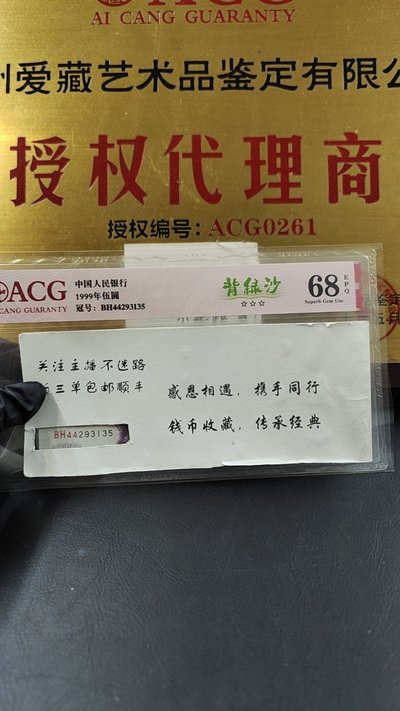 AI CANG GUARANTY
州爱藏艺术品鉴定有限公
授权代理商
授权编号:ACG0261
ACG
CANG GUARANTY
中国人民银行
1999年伍圆
冠号: BH44293135
背绿沙
☆☆☆
68
EPQ
Superb Gem Unc
关注主播不迷路
三单包邮顺丰
感恩相遇,携手同行
钱币收藏,传承经典
BH44293135